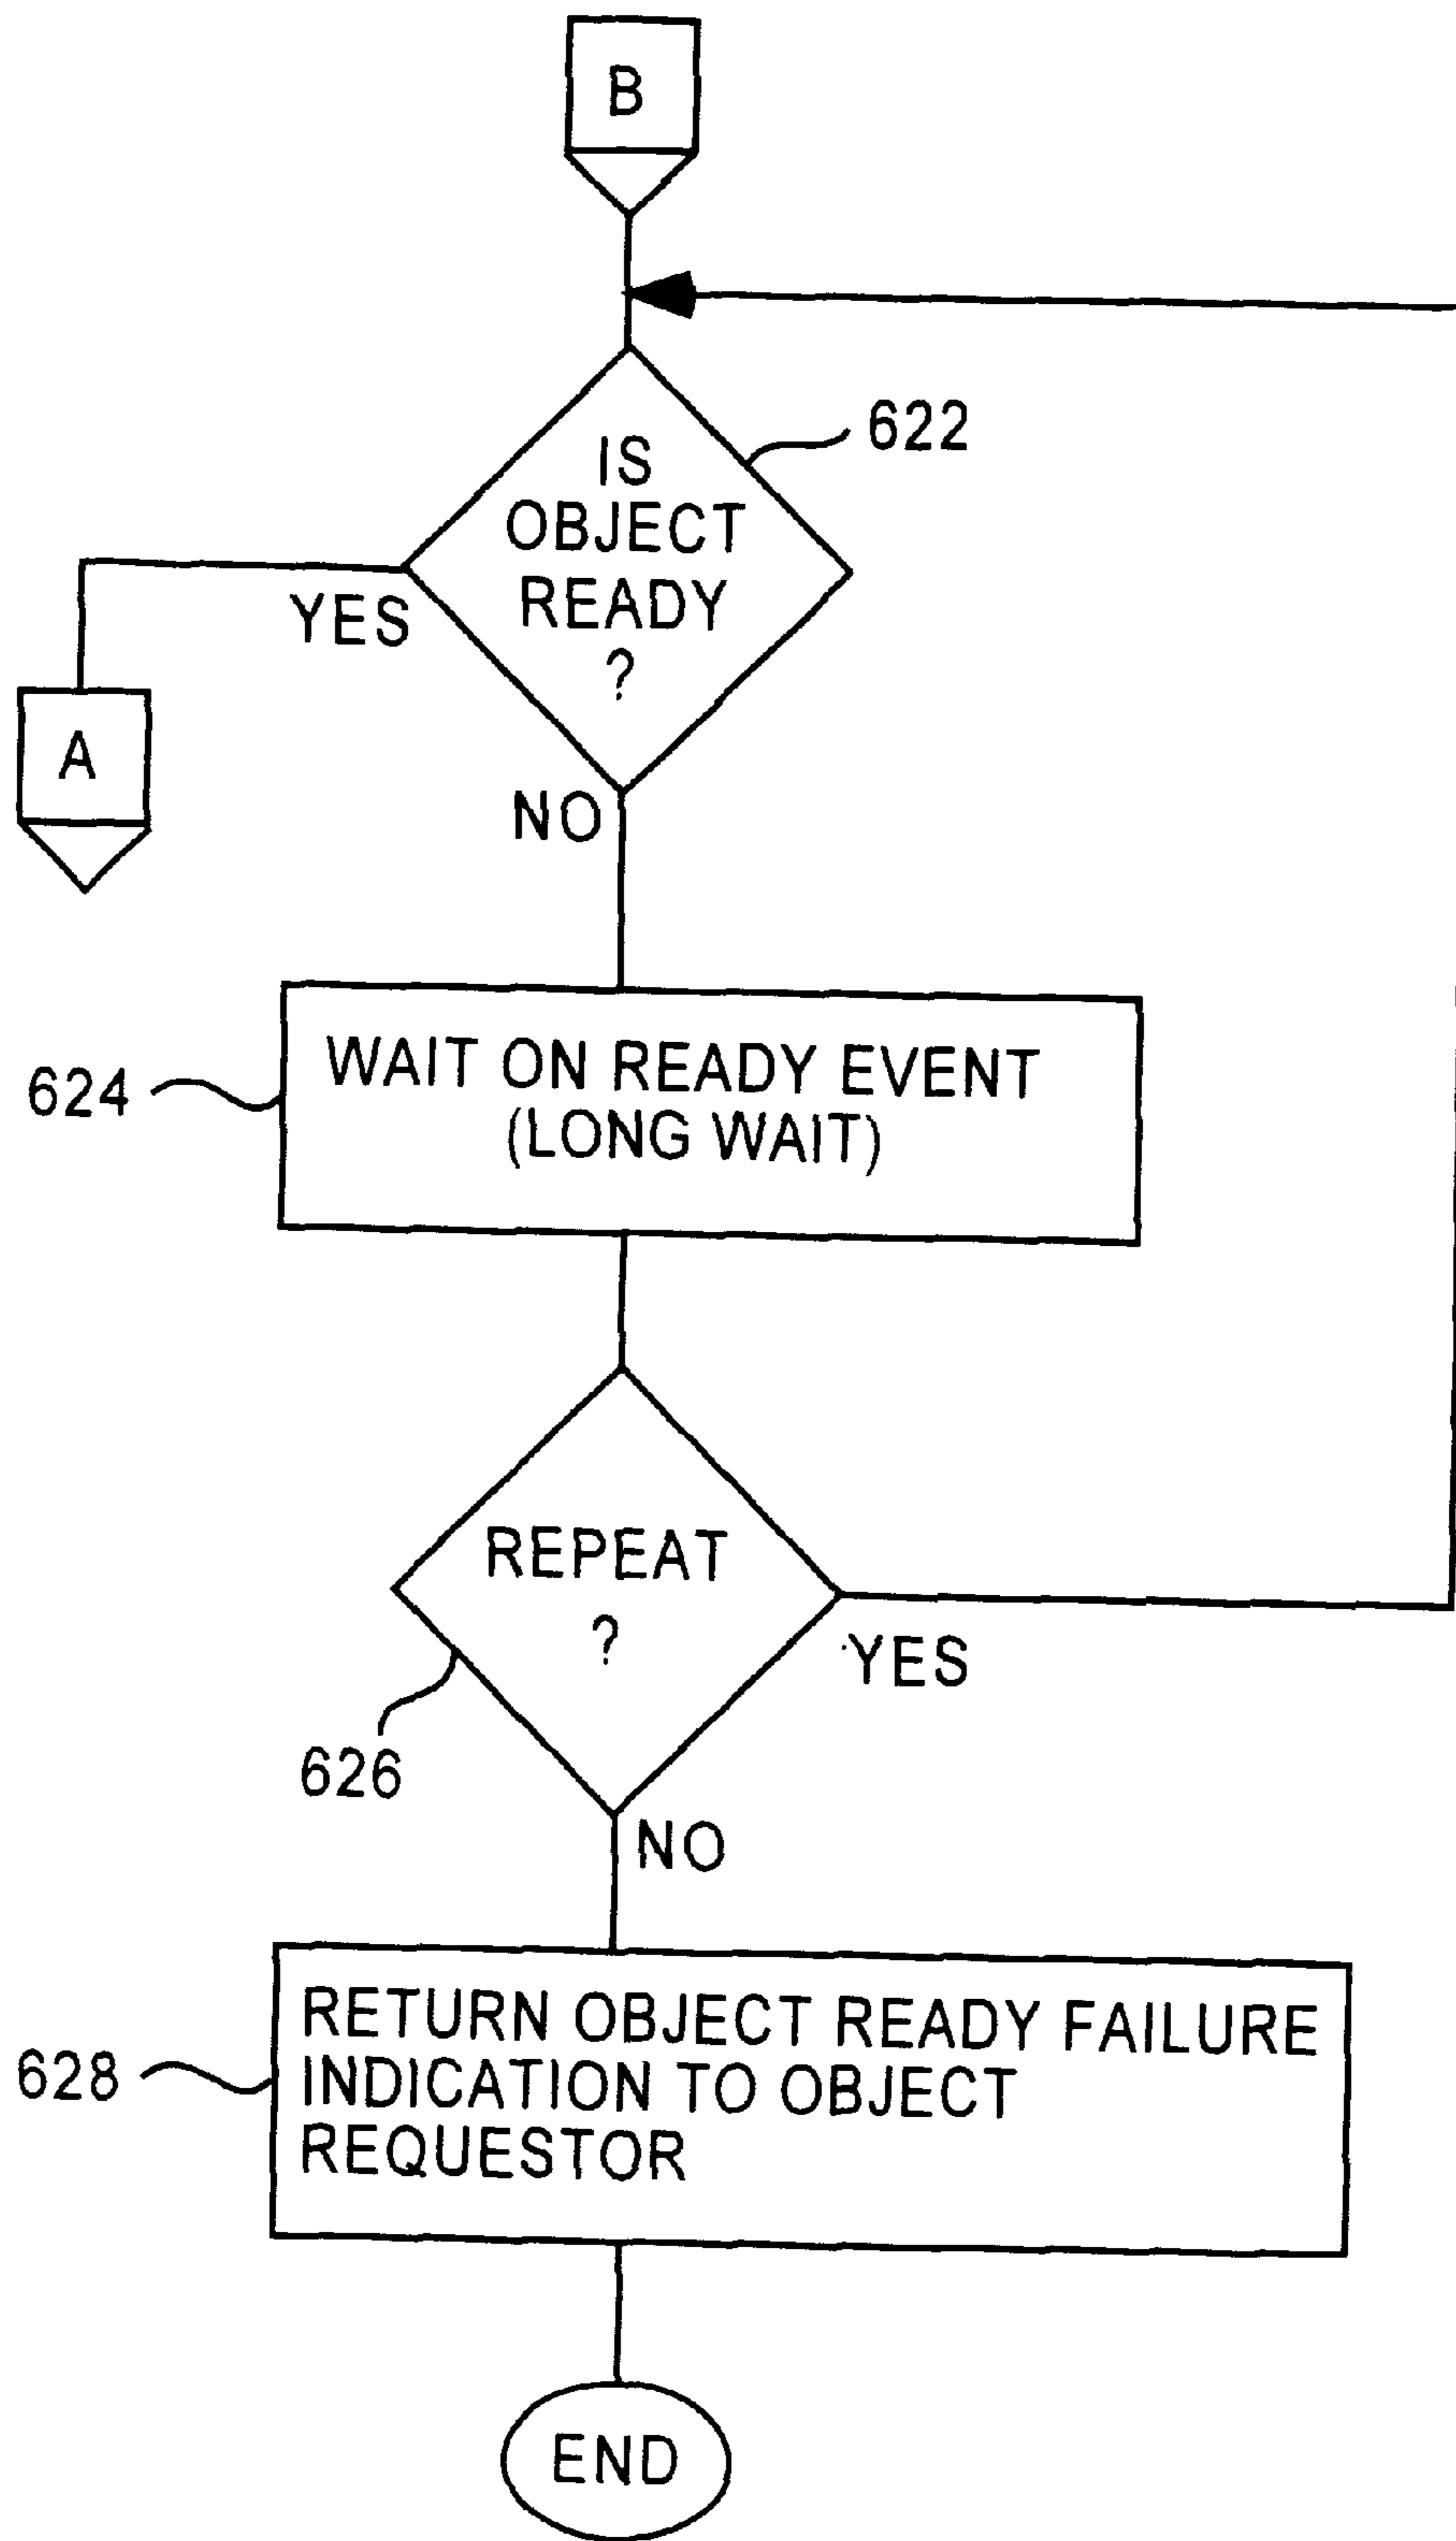 B
622
IS
OBJECT
READY
?
YES
A
NO
624
WAIT ON READY EVENT
(LONG WAIT)
REPEAT
?
YES
626
NO
628
RETURN OBJECT READY FAILURE
INDICATION TO OBJECT
REQUESTOR
END